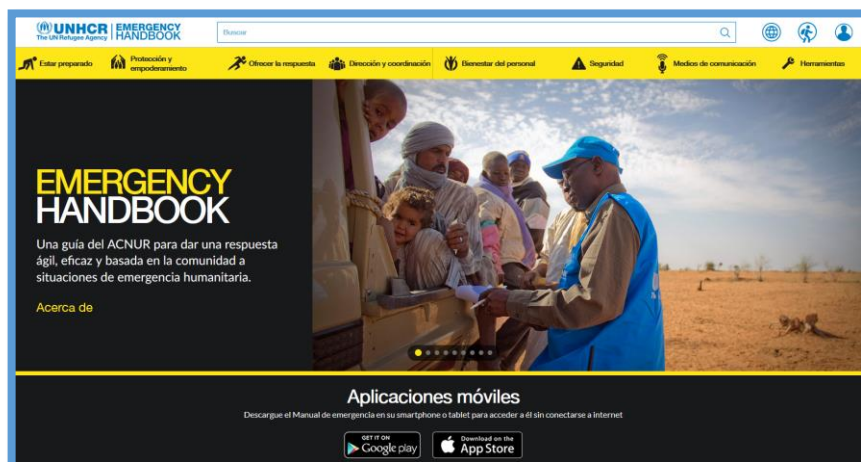 UNHCR
The UN Refugee Agency
EMERGENCY
HANDBOOK
Buscar
Estar preparado
Protección y
empoderamiento
Ofrecer la respuesta
Dirección y coordinación
Bienestar del personal
Seguridad
Medios de comunicación
Herramientas
EMERGENCY
HANDBOOK
Una guía del ACNUR para dar una respuesta
ágil, eficaz y basada en la comunidad a
situaciones de emergencia humanitaria.
Acerca de
Aplicaciones móviles
Descargue el Manual de emergencia en su smartphone o tablet para acceder a él sin conectarse a internet
GET IT ON
Google play
Download on the
App Store